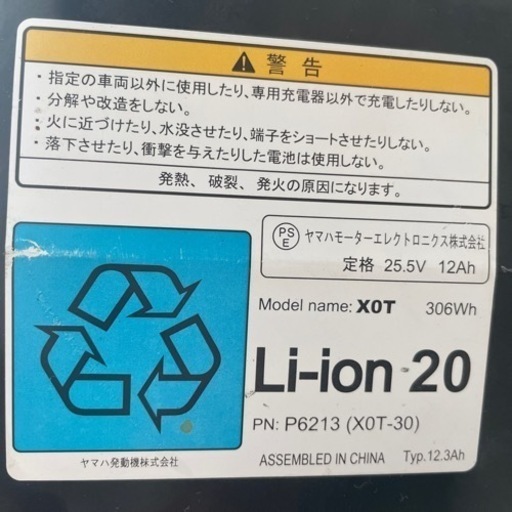 警告
・指定の車両以外に使用したり、専用充電器以外で充電したりしない。
・分解や改造をしない。
・火に近づけたり、水没させたり、端子をショートさせたりしない。
・落下させたり、衝撃を与えたりした電池は使用しない。
発熱、破裂、発火の原因になります。
PS
E
ヤマハモーターエレクトロニクス株式会社
定格 25.5V 12Ah
Model name: X0T 306Wh
Li-ion 20
PN: P6213 (X0T-30)
ヤマハ発動機株式会社
ASSEMBLED IN CHINA Typ.12.3Ah